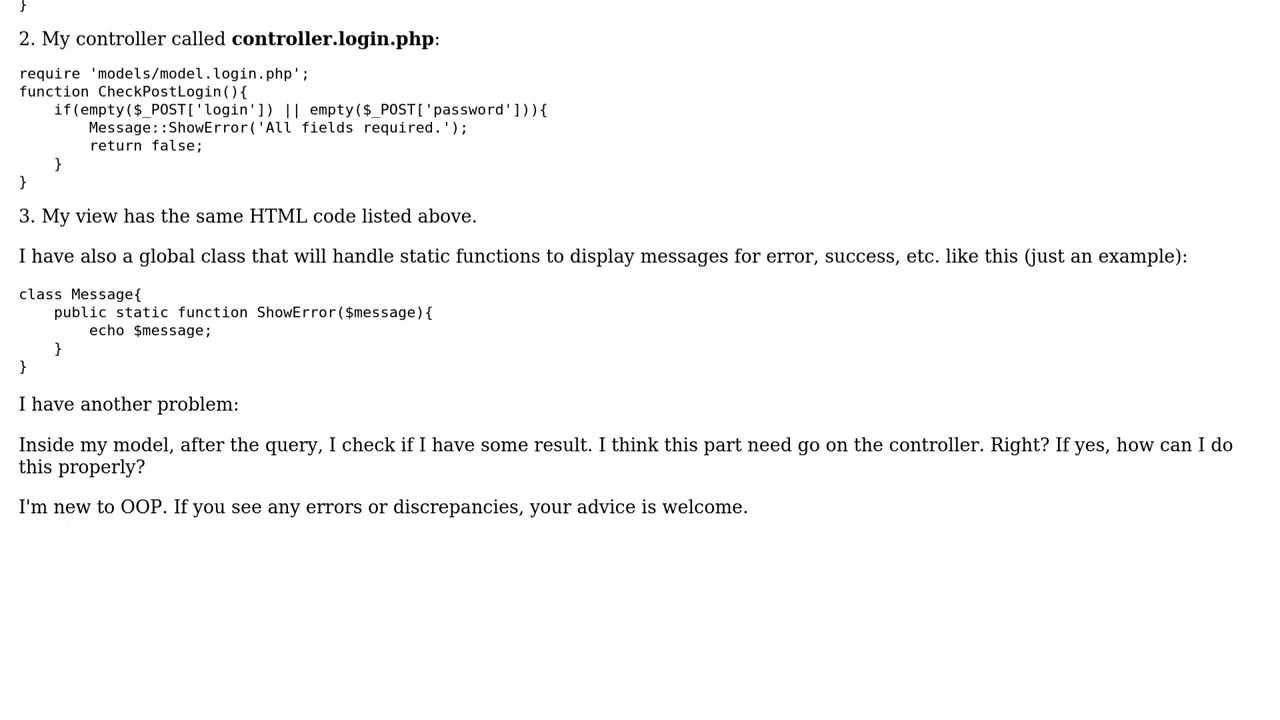 }
2. My controller called controller.login.php:
require 'models/model.login.php';
function CheckPostLogin(){
    if(empty($_POST['login']) || empty($_POST['password'])){
        Message::ShowError('All fields required.');
        return false;
    }
}
3. My view has the same HTML code listed above.
I have also a global class that will handle static functions to display messages for error, success, etc. like this (just an example):
class Message{
    public static function ShowError($message){
        echo $message;
    }
}
I have another problem:
Inside my model, after the query, I check if I have some result. I think this part need go on the controller. Right? If yes, how can I do
this properly?
I'm new to OOP. If you see any errors or discrepancies, your advice is welcome.